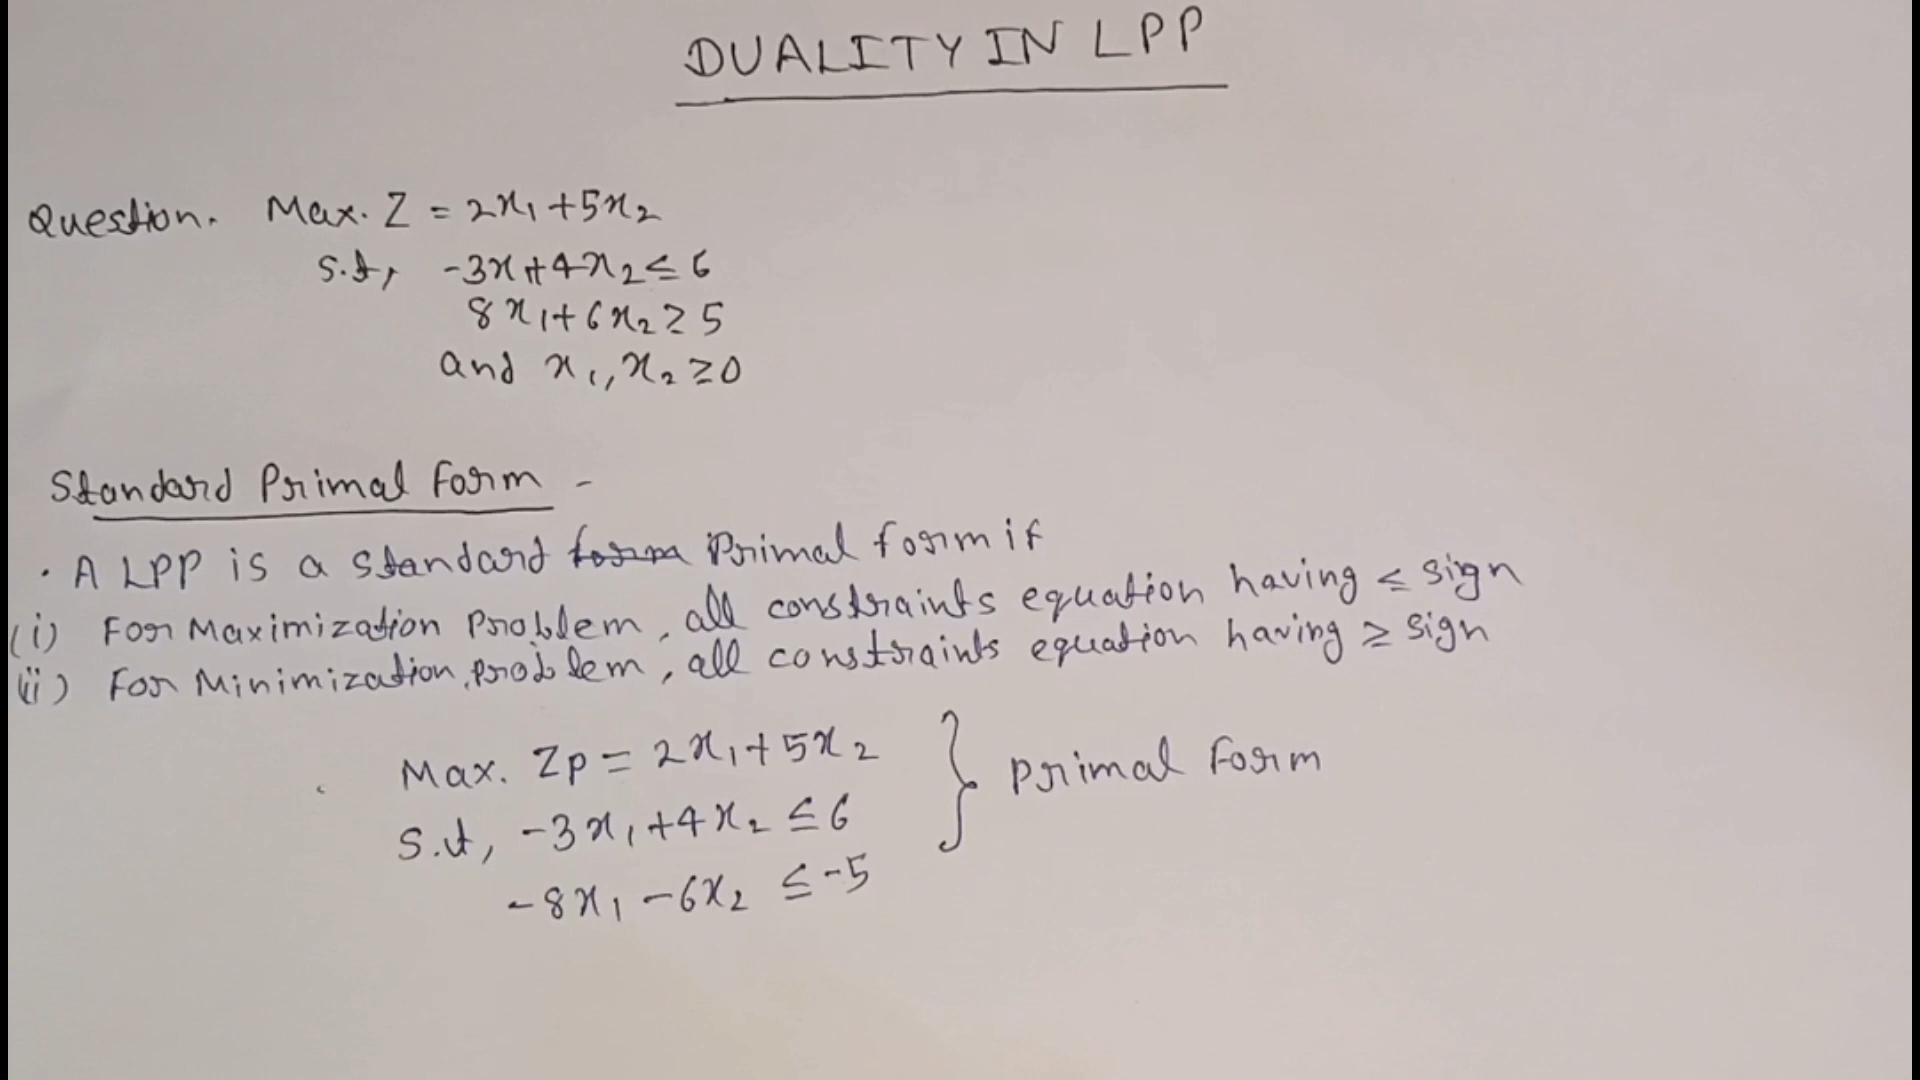 DUALITY IN LPP
Question. Max. Z = 2x₁+5x₂
s.t, -3x₁+4x₂ ≤ 6
8x₁+6x₂ ≥ 5
and x₁, x₂ ≥ 0
Standard Primal Form -
• A LPP is a standard form Primal form if
(i) For Maximization Problem, all constraints equation having ≤ sign
(ii) For Minimization problem, all constraints equation having ≥ sign
Max. Zp = 2x₁+5x₂ } Primal Form
s.t, -3x₁+4x₂ ≤ 6
-8x₁ -6x₂ ≤ -5